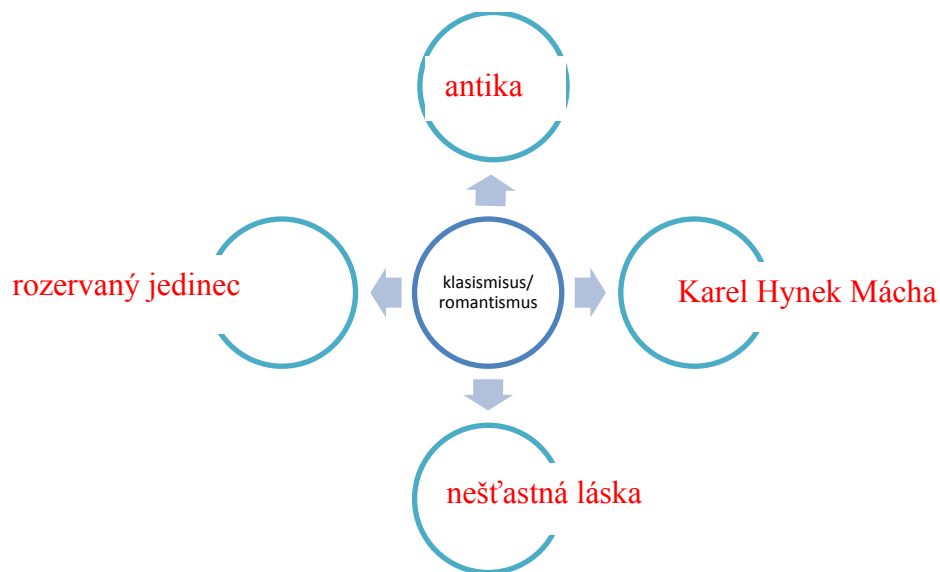 antika
rozervaný jedinec
klasismisus/
romantismus
Karel Hynek Mácha
nešťastná láska